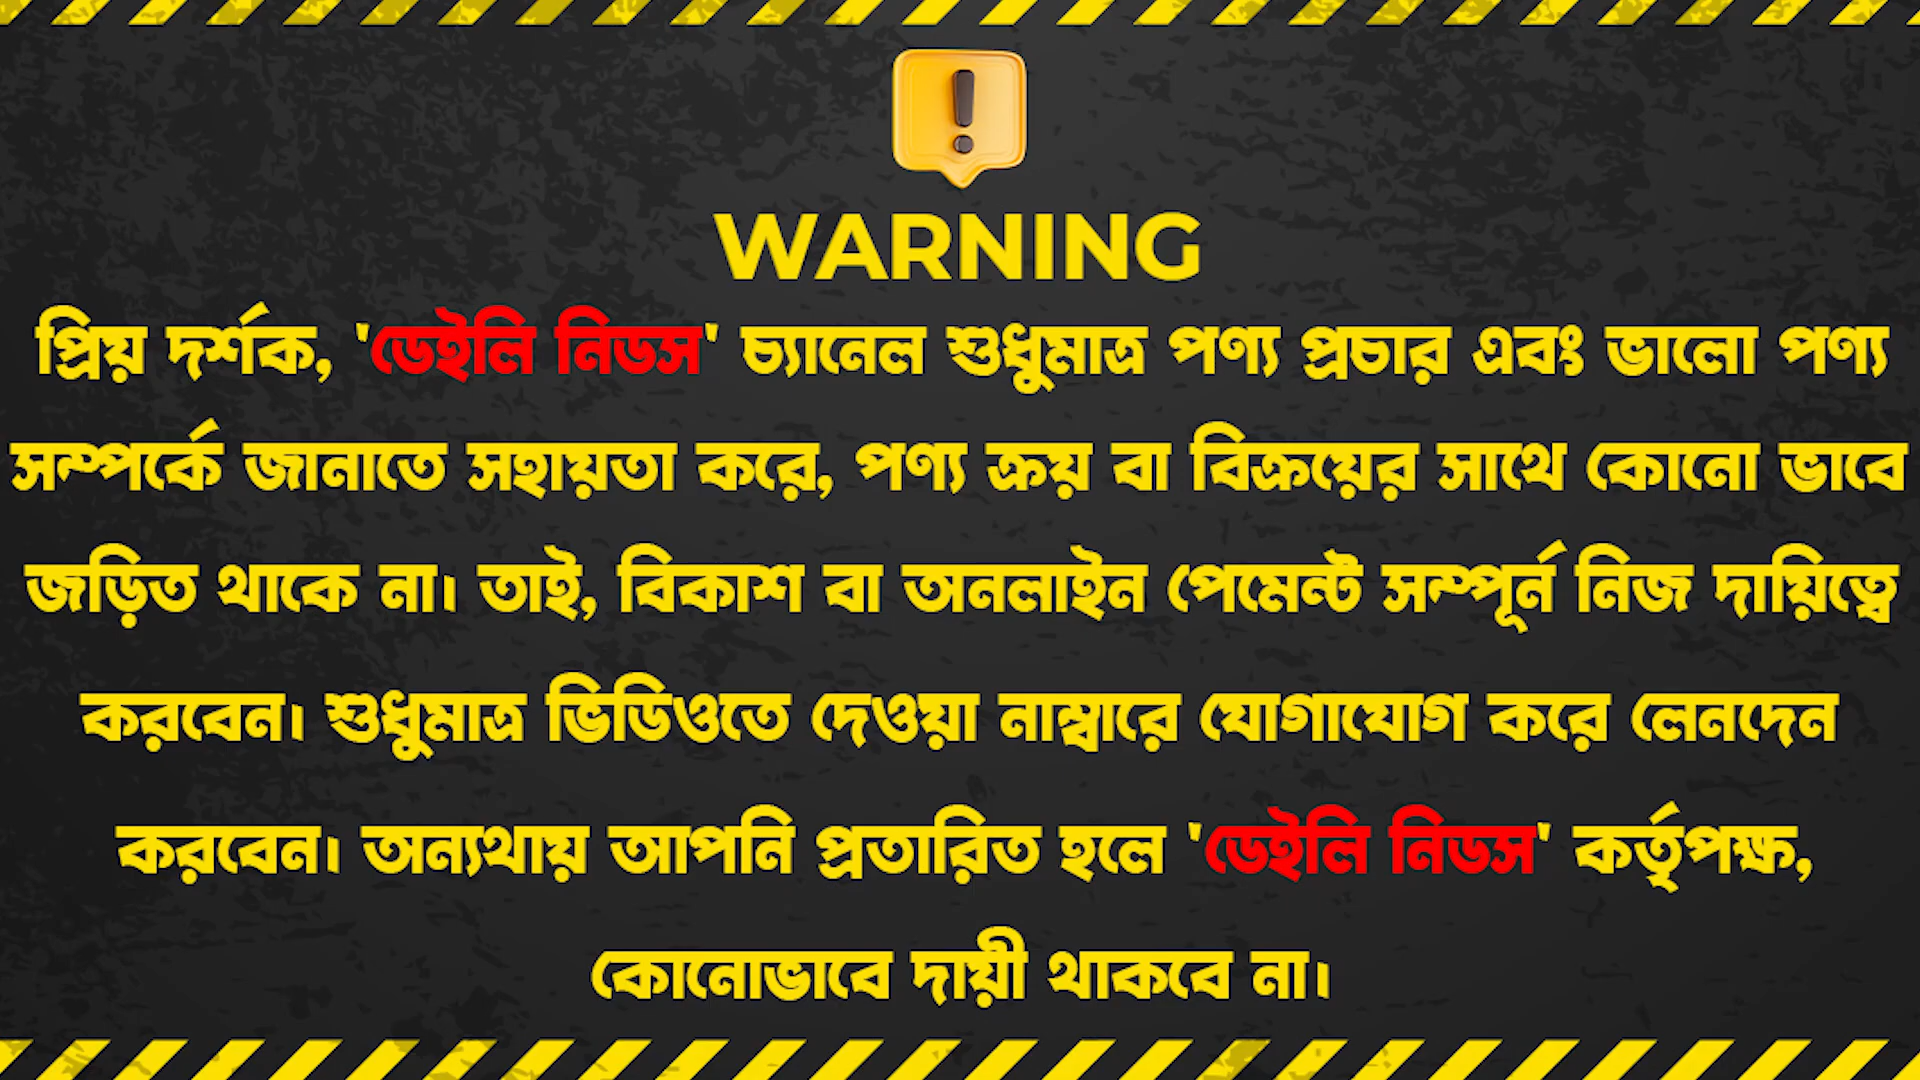 WARNING
প্রিয় দর্শক, 'ডেইলি নিডস' চ্যানেল শুধুমাত্র পণ্য প্রচার এবং ভালো পণ্য
সম্পর্কে জানাতে সহায়তা করে, পণ্য ক্রয় বা বিক্রয়ের সাথে কোনো ভাবে
জড়িত থাকে না। তাই, বিকাশ বা অনলাইন পেমেন্ট সম্পূর্ন নিজ দায়িত্বে
করবেন। শুধুমাত্র ভিডিওতে দেওয়া নাম্বারে যোগাযোগ করে লেনদেন
করবেন। অন্যথায় আপনি প্রতারিত হলে 'ডেইলি নিডস' কর্তৃপক্ষ,
কোনোভাবে দায়ী থাকবে না।